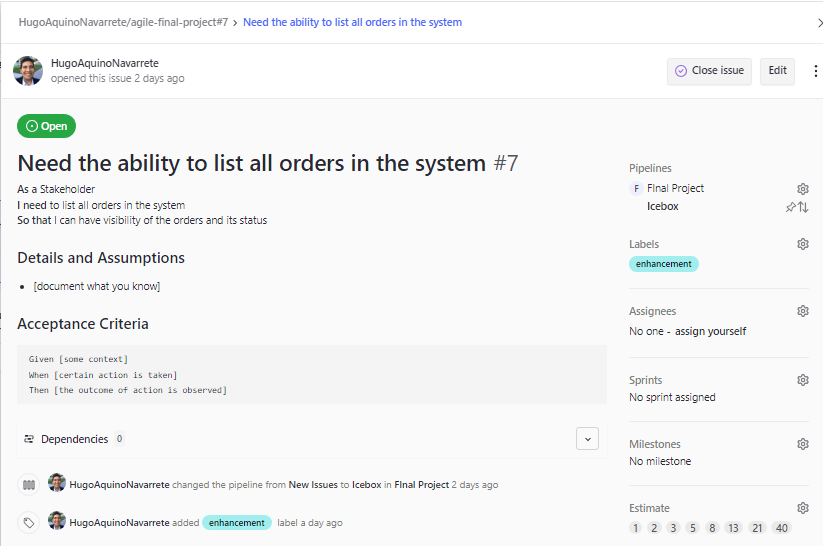 HugoAquinoNavarrete/agile-final-project#7 > Need the ability to list all orders in the system
HugoAquinoNavarrete
opened this issue 2 days ago
Close issue
Edit
Open
Need the ability to list all orders in the system #7
As a Stakeholder
I need to list all orders in the system
So that I can have visibility of the orders and its status
Details and Assumptions
• [document what you know]
Acceptance Criteria
Given [some context]
When [certain action is taken]
Then [the outcome of action is observed]
Dependencies 0
HugoAquinoNavarrete changed the pipeline from New Issues to Icebox in FInal Project 2 days ago
HugoAquinoNavarrete added enhancement label a day ago
Pipelines
F FInal Project
Icebox
Labels
enhancement
Assignees
No one - assign yourself
Sprints
No sprint assigned
Milestones
No milestone
Estimate
1 2 3 5 8 13 21 40